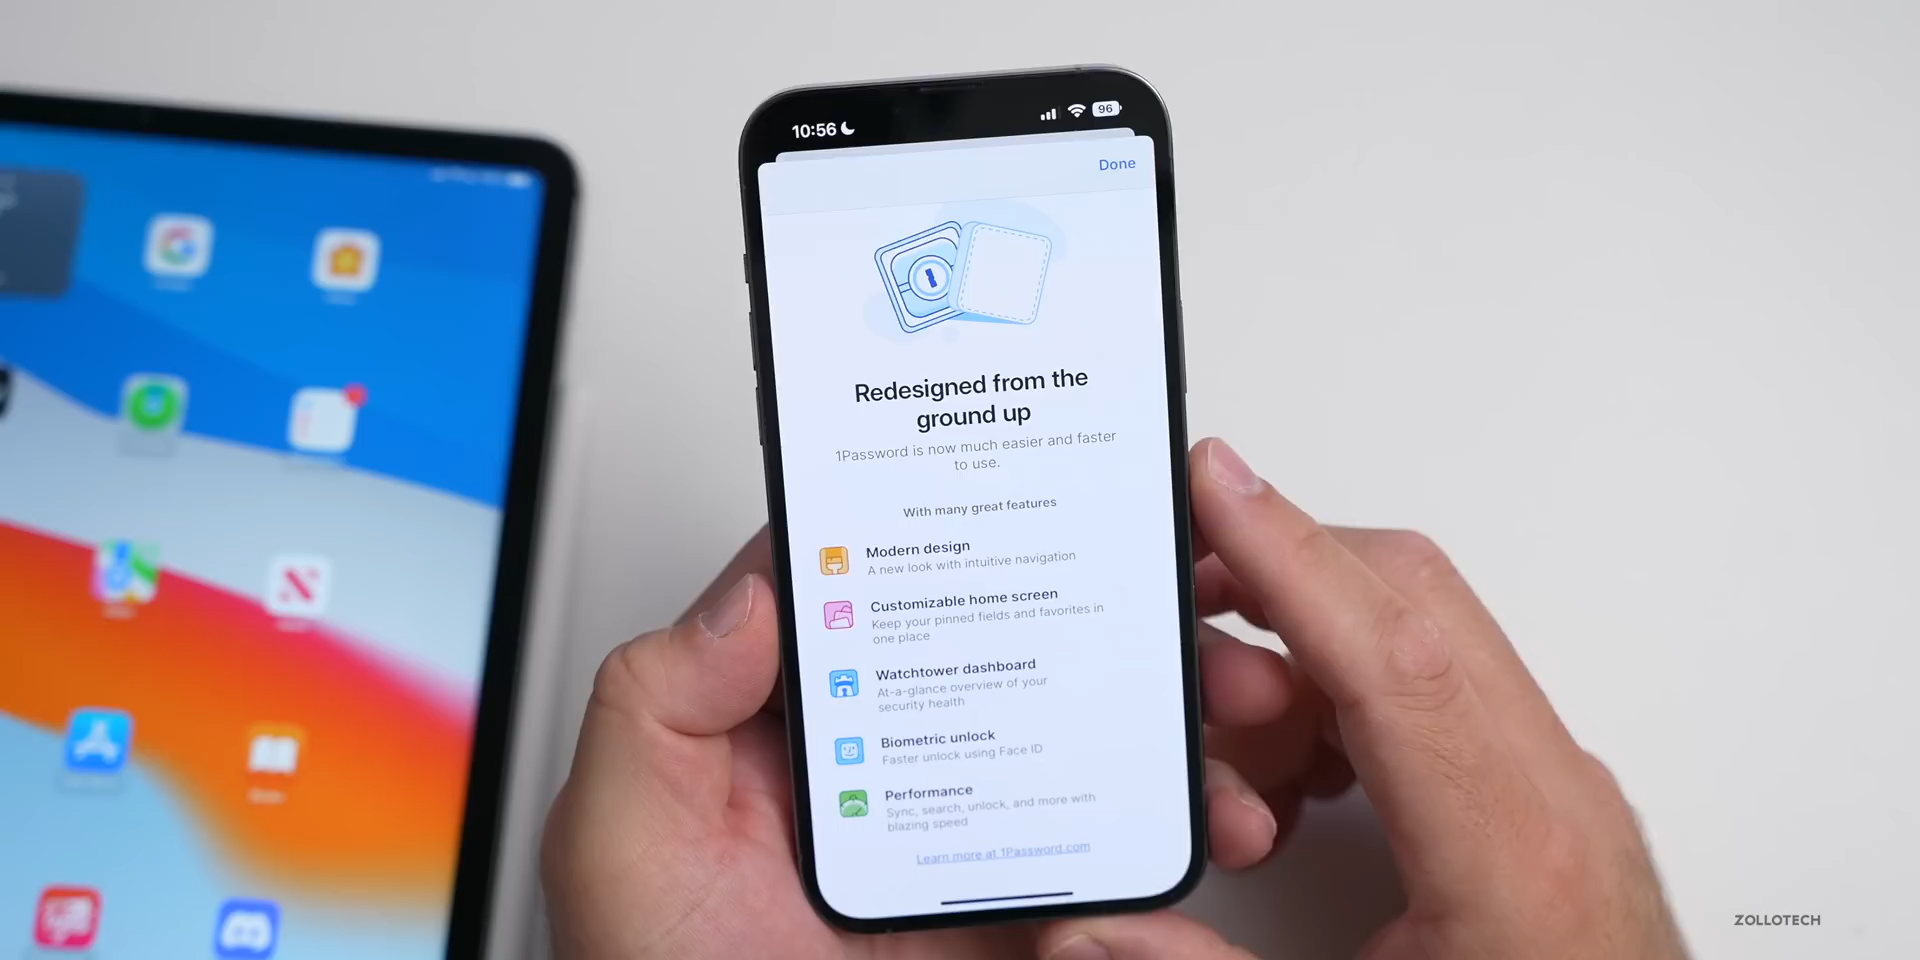 10:56
96
Done
Redesigned from the
ground up
1Password is now much easier and faster
to use.
With many great features
Modern design
A new look with intuitive navigation
Customizable home screen
Keep your pinned fields and favorites in
one place
Watchtower dashboard
At-a-glance overview of your
security health
Biometric unlock
Faster unlock using Face ID
Performance
Sync, search, unlock, and more with
blazing speed
Learn more at 1Password.com
ZOLLOTECH